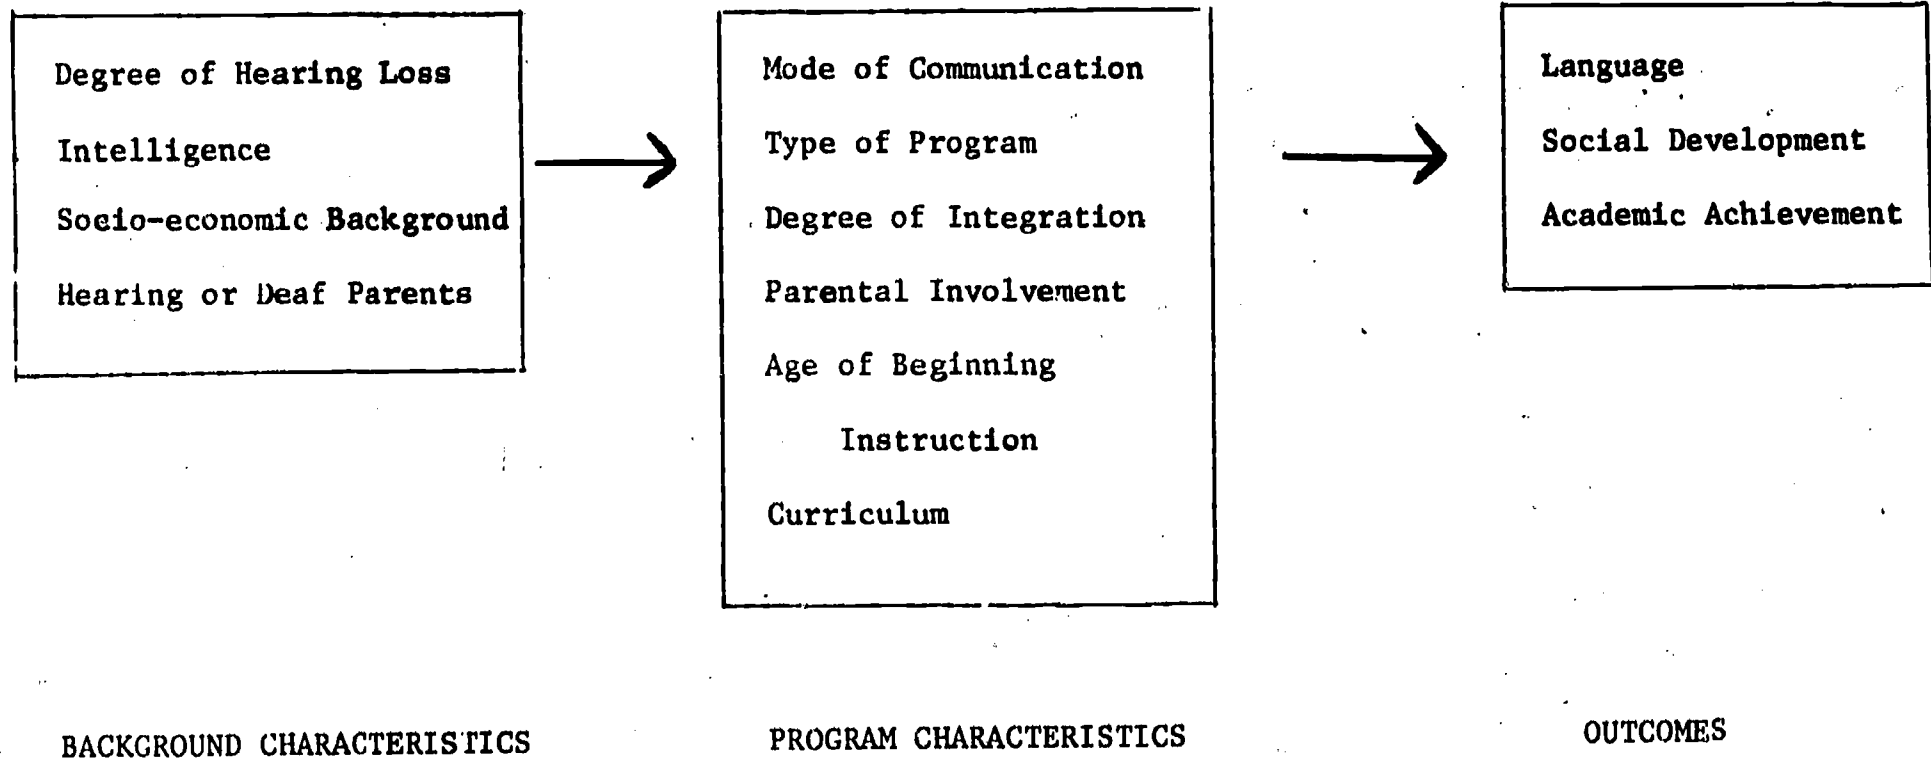 Degree of Hearing Loss
Intelligence
Socio-economic Background
Hearing or Deaf Parents
BACKGROUND CHARACTERISTICS
Mode of Communication
Type of Program
Degree of Integration
Parental Involvement
Age of Beginning
Instruction
Curriculum
PROGRAM CHARACTERISTICS
Language
Social Development
Academic Achievement
OUTCOMES